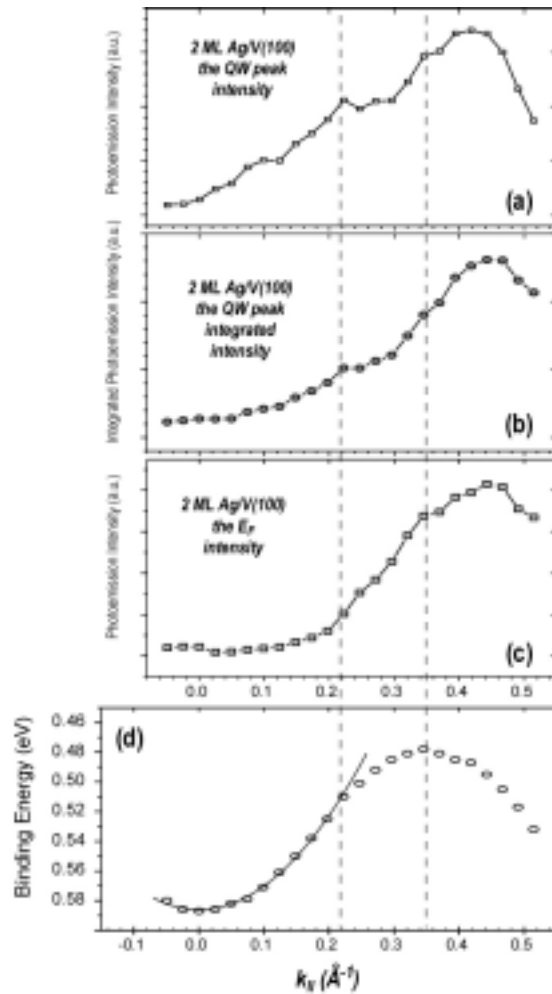 Photoemission Intensity (a.u.)
2 ML Ag/V(100)
the QW peak
intensity
(a)
Integrated Photoemission Intensity (a.u.)
2 ML Ag/V(100)
the QW peak
integrated
intensity
(b)
Photoemission Intensity (a.u.)
2 ML Ag/V(100)
the EF
intensity
(c)
0.0 0.1 0.2 0.3 0.4 0.5
(d)
Binding Energy (eV)
0.46
0.48
0.50
0.52
0.54
0.56
0.58
-0.1 0.0 0.1 0.2 0.3 0.4 0.5
k// (Å-1)